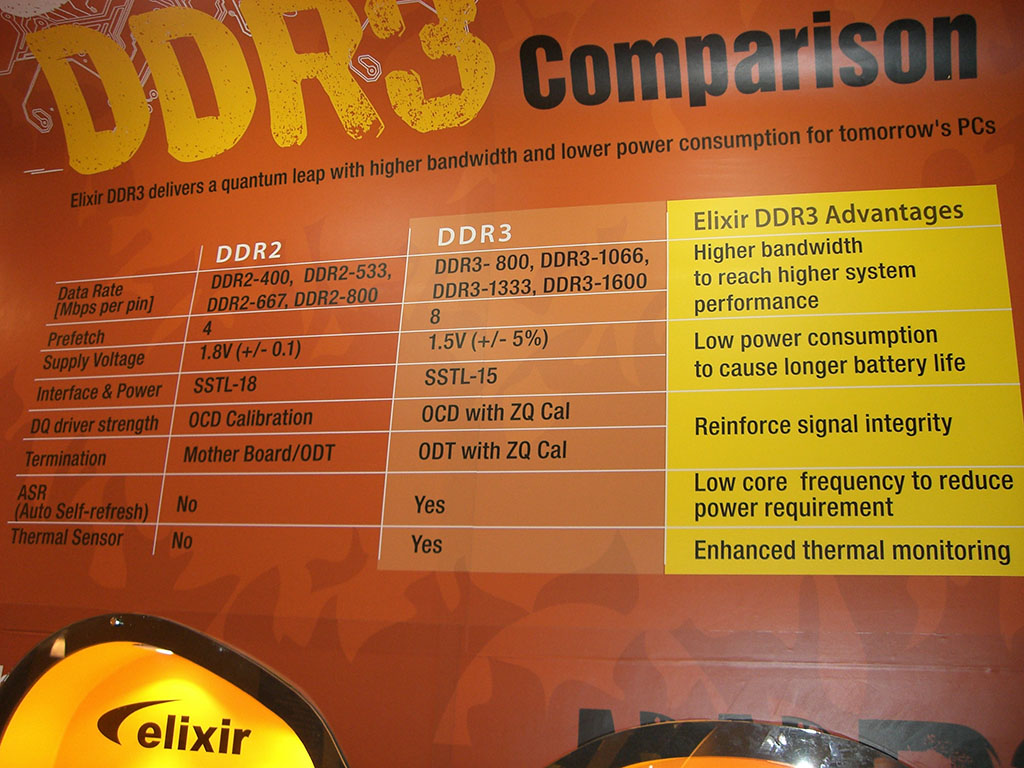 DDR3 Comparison
Elixir DDR3 delivers a quantum leap with higher bandwidth and lower power consumption for tomorrow's PCs
DDR2 DDR3 Elixir DDR3 Advantages
Data Rate
[Mbps per pin]
DDR2-400, DDR2-533,
DDR2-667, DDR2-800
DDR3- 800, DDR3-1066,
DDR3-1333, DDR3-1600
Higher bandwidth
to reach higher system
performance
Prefetch 4 8
Supply Voltage 1.8V (+/- 0.1) 1.5V (+/- 5%)
Low power consumption
to cause longer battery life
Interface & Power SSTL-18 SSTL-15
DQ driver strength OCD Calibration OCD with ZQ Cal
Reinforce signal integrity
Termination Mother Board/ODT ODT with ZQ Cal
ASR
(Auto Self-refresh) No Yes
Low core frequency to reduce
power requirement
Thermal Sensor No Yes Enhanced thermal monitoring
elixir